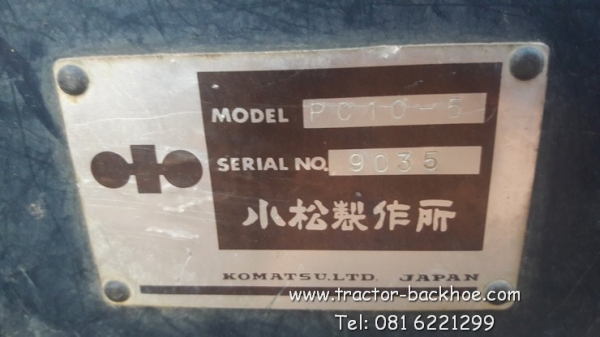 MODEL PC10-5
SERIAL NO. 9035
小松製作所
KOMATSU.LTD. JAPAN
www.tractor-backhoe.com
Tel: 081 6221299